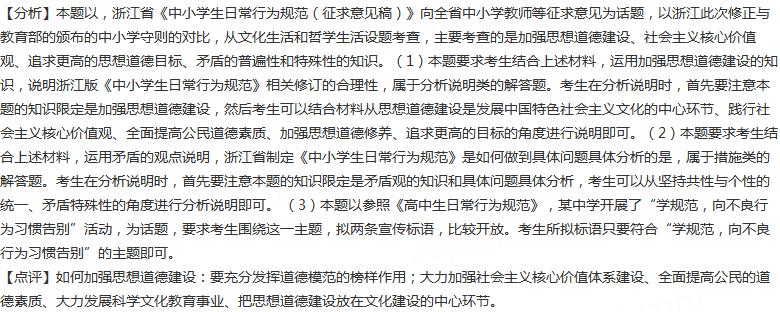 【分析】本题以，浙江省《中小学生日常行为规范（征求意见稿）》向全省中小学教师等征求意见为话题，以浙江此次修正与
教育部的颁布的中小学守则的对比，从文化生活和哲学生活设题考查，主要考查的是加强思想道德建设、社会主义核心价值
观、追求更高的思想道德目标、矛盾的普遍性和特殊性的知识。（1）本题要求考生结合上述材料，运用加强思想道德建设的知
识，说明浙江版《中小学生日常行为规范》相关修订的合理性，属于分析说明类的解答题。考生在分析说明时，首先要注意本
题的知识限定是加强思想道德建设，然后考生可以结合材料从思想道德建设是发展中国特色社会主义文化的中心环节、践行社
会主义核心价值观、全面提高公民道德素质、加强思想道德修养、追求更高的目标的角度进行说明即可。（2）本题要求考生结
合上述材料，运用矛盾的观点说明，浙江省制定《中小学生日常行为规范》是如何做到具体问题具体分析的是，属于措施类的
解答题。考生在分析说明时，首先要注意本题的知识限定是矛盾观的知识和具体问题具体分析，考生可以从坚持共性与个性的
统一、矛盾特殊性的角度进行分析说明即可。（3）本题以参照《高中生日常行为规范》，某中学开展了“学规范，向不良行
为习惯告别”活动，为话题，要求考生围绕这一主题，拟两条宣传标语，比较开放。考生所拟标语只要符合“学规范，向不良
行为习惯告别”的主题即可。
【点评】如何加强思想道德建设：要充分发挥道德模范的榜样作用；大力加强社会主义核心价值体系建设、全面提高公民的道
德素质、大力发展科学文化教育事业、把思想道德建设放在文化建设的中心环节。